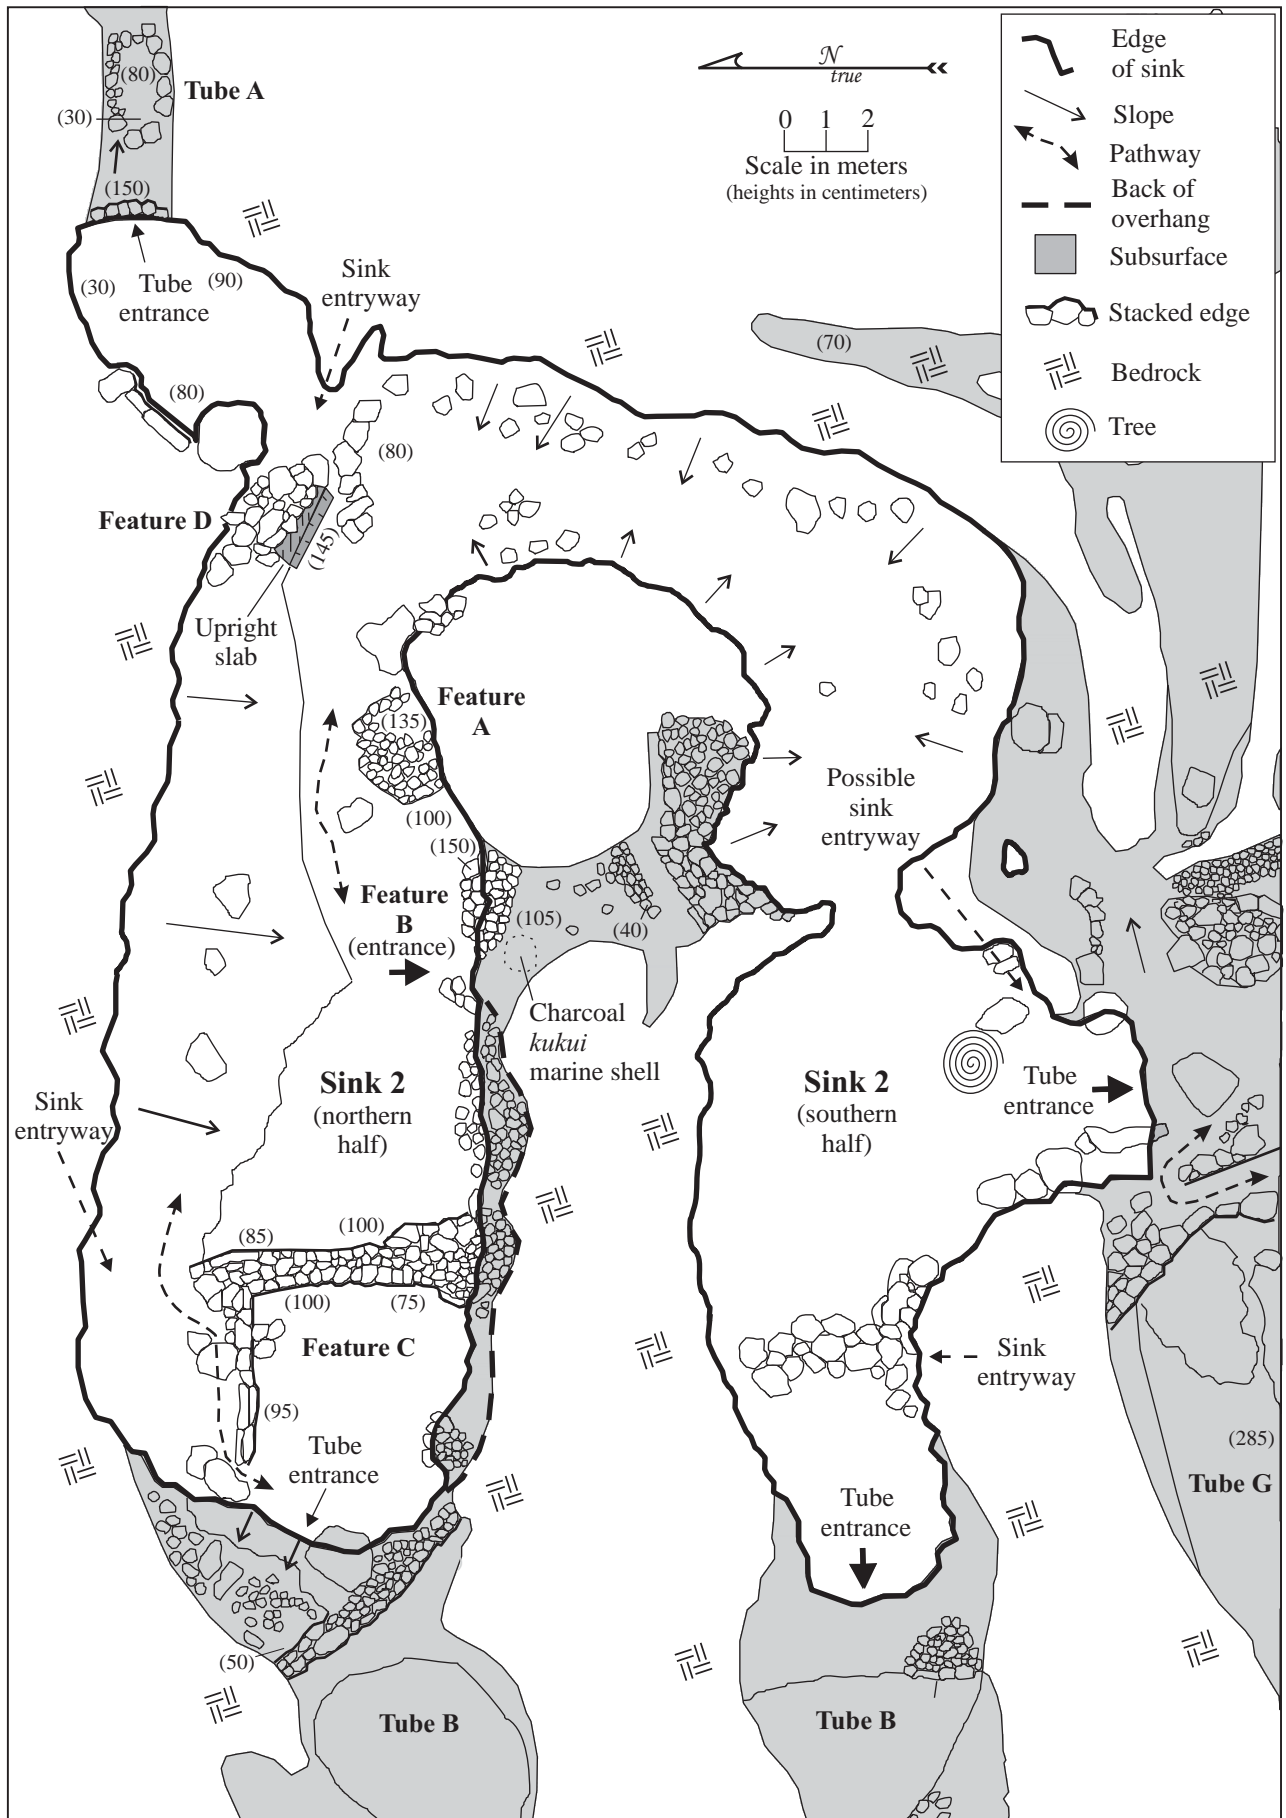 Edge
of sink
Slope
Pathway
Back of
overhang
Subsurface
Stacked edge
Bedrock
Tree
N
true
0 1 2
Scale in meters
(heights in centimeters)
(80)
Tube A
(30)
(150)
(30)
Tube
entrance
(90)
Sink
entryway
(80)
(70)
(80)
Feature D
(145)
Upright
slab
Feature
A
(135)
(100)
(150)
Possible
sink
entryway
Feature
B
(entrance)
(105)
(40)
Charcoal
kukui
marine shell
Sink 2
(northern
half)
Sink 2
(southern
half)
Tube
entrance
Sink
entryway
(85)
(100)
(100)
(75)
Feature C
(95)
Tube
entrance
Sink
entryway
(285)
Tube G
Tube
entrance
(50)
Tube B
Tube B